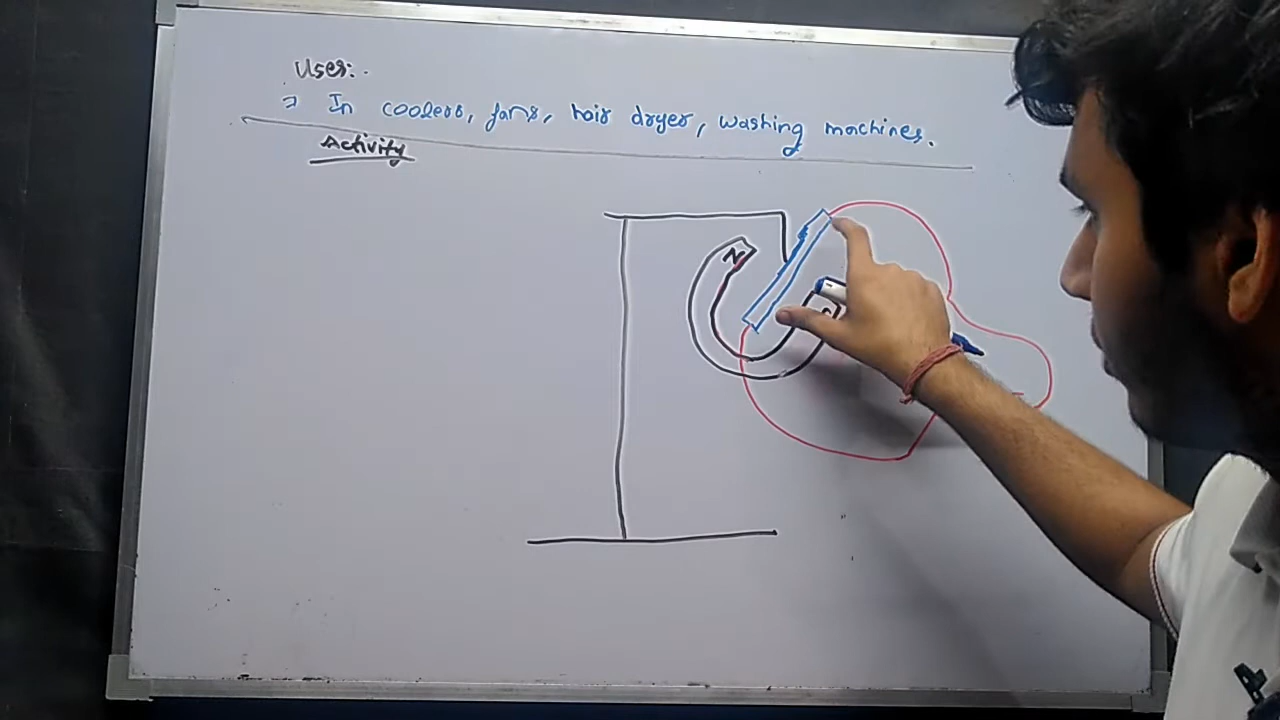 Uses:-
⇒ In coolers, fans, hair dryer, washing machines.
Activity
N
S